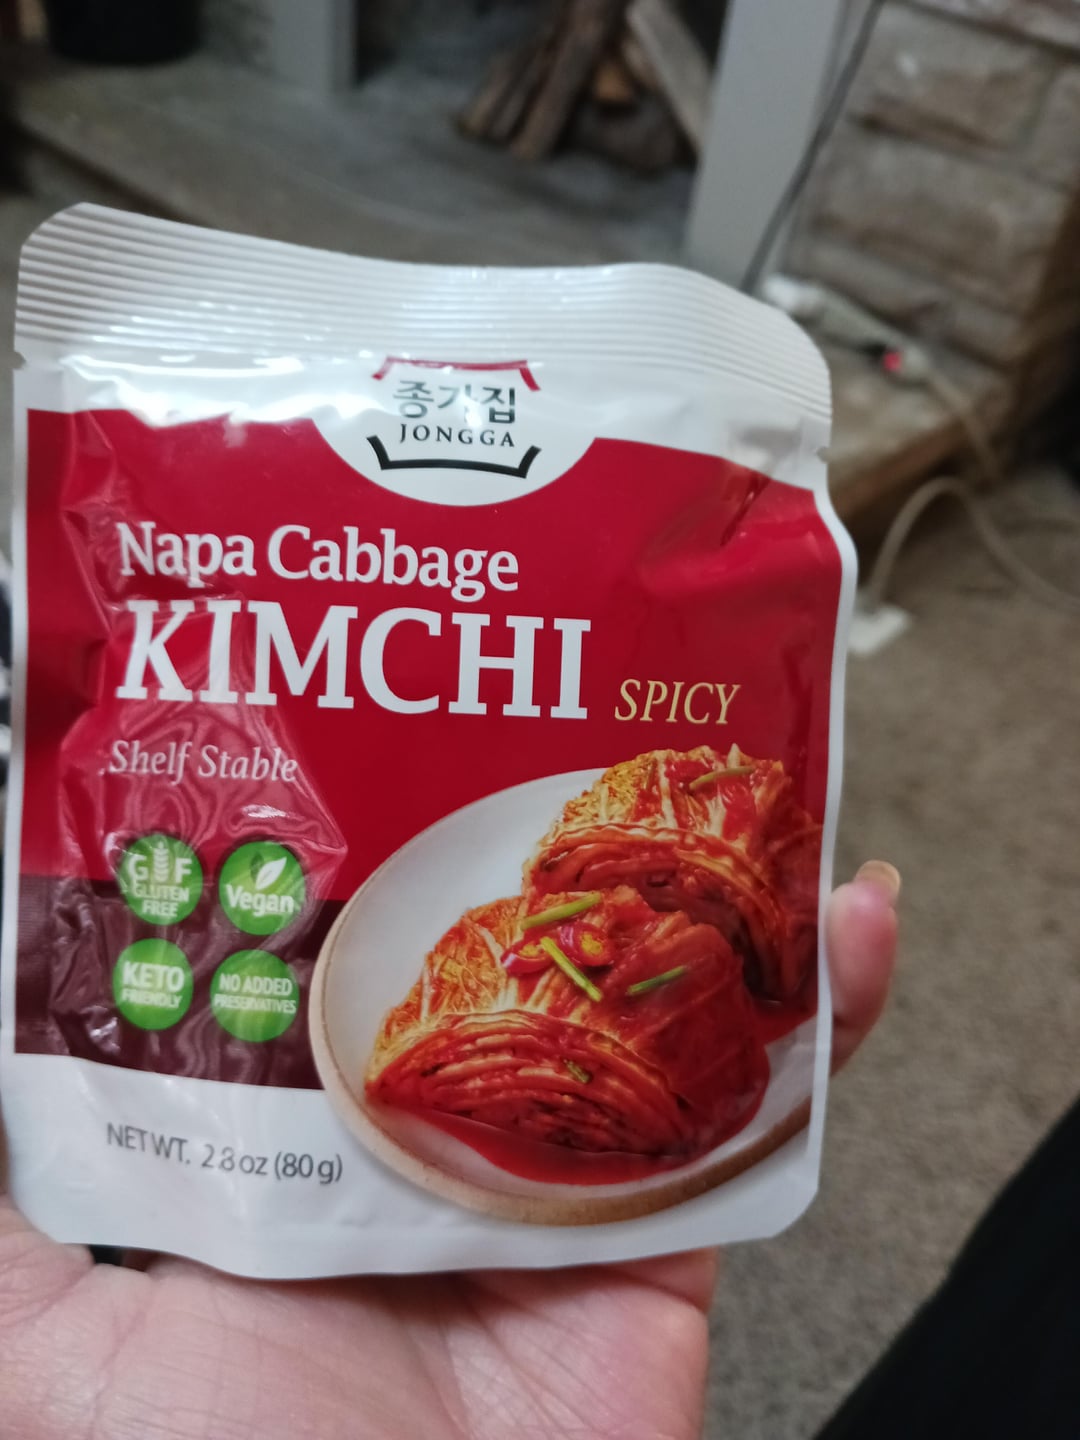 종가집
JONGGA
Napa Cabbage
KIMCHI SPICY
Shelf Stable
GF
GLUTEN
FREE
Vegan
KETO
FRIENDLY
NO ADDED
PRESERVATIVES
NET WT. 2.8 oz (80 g)